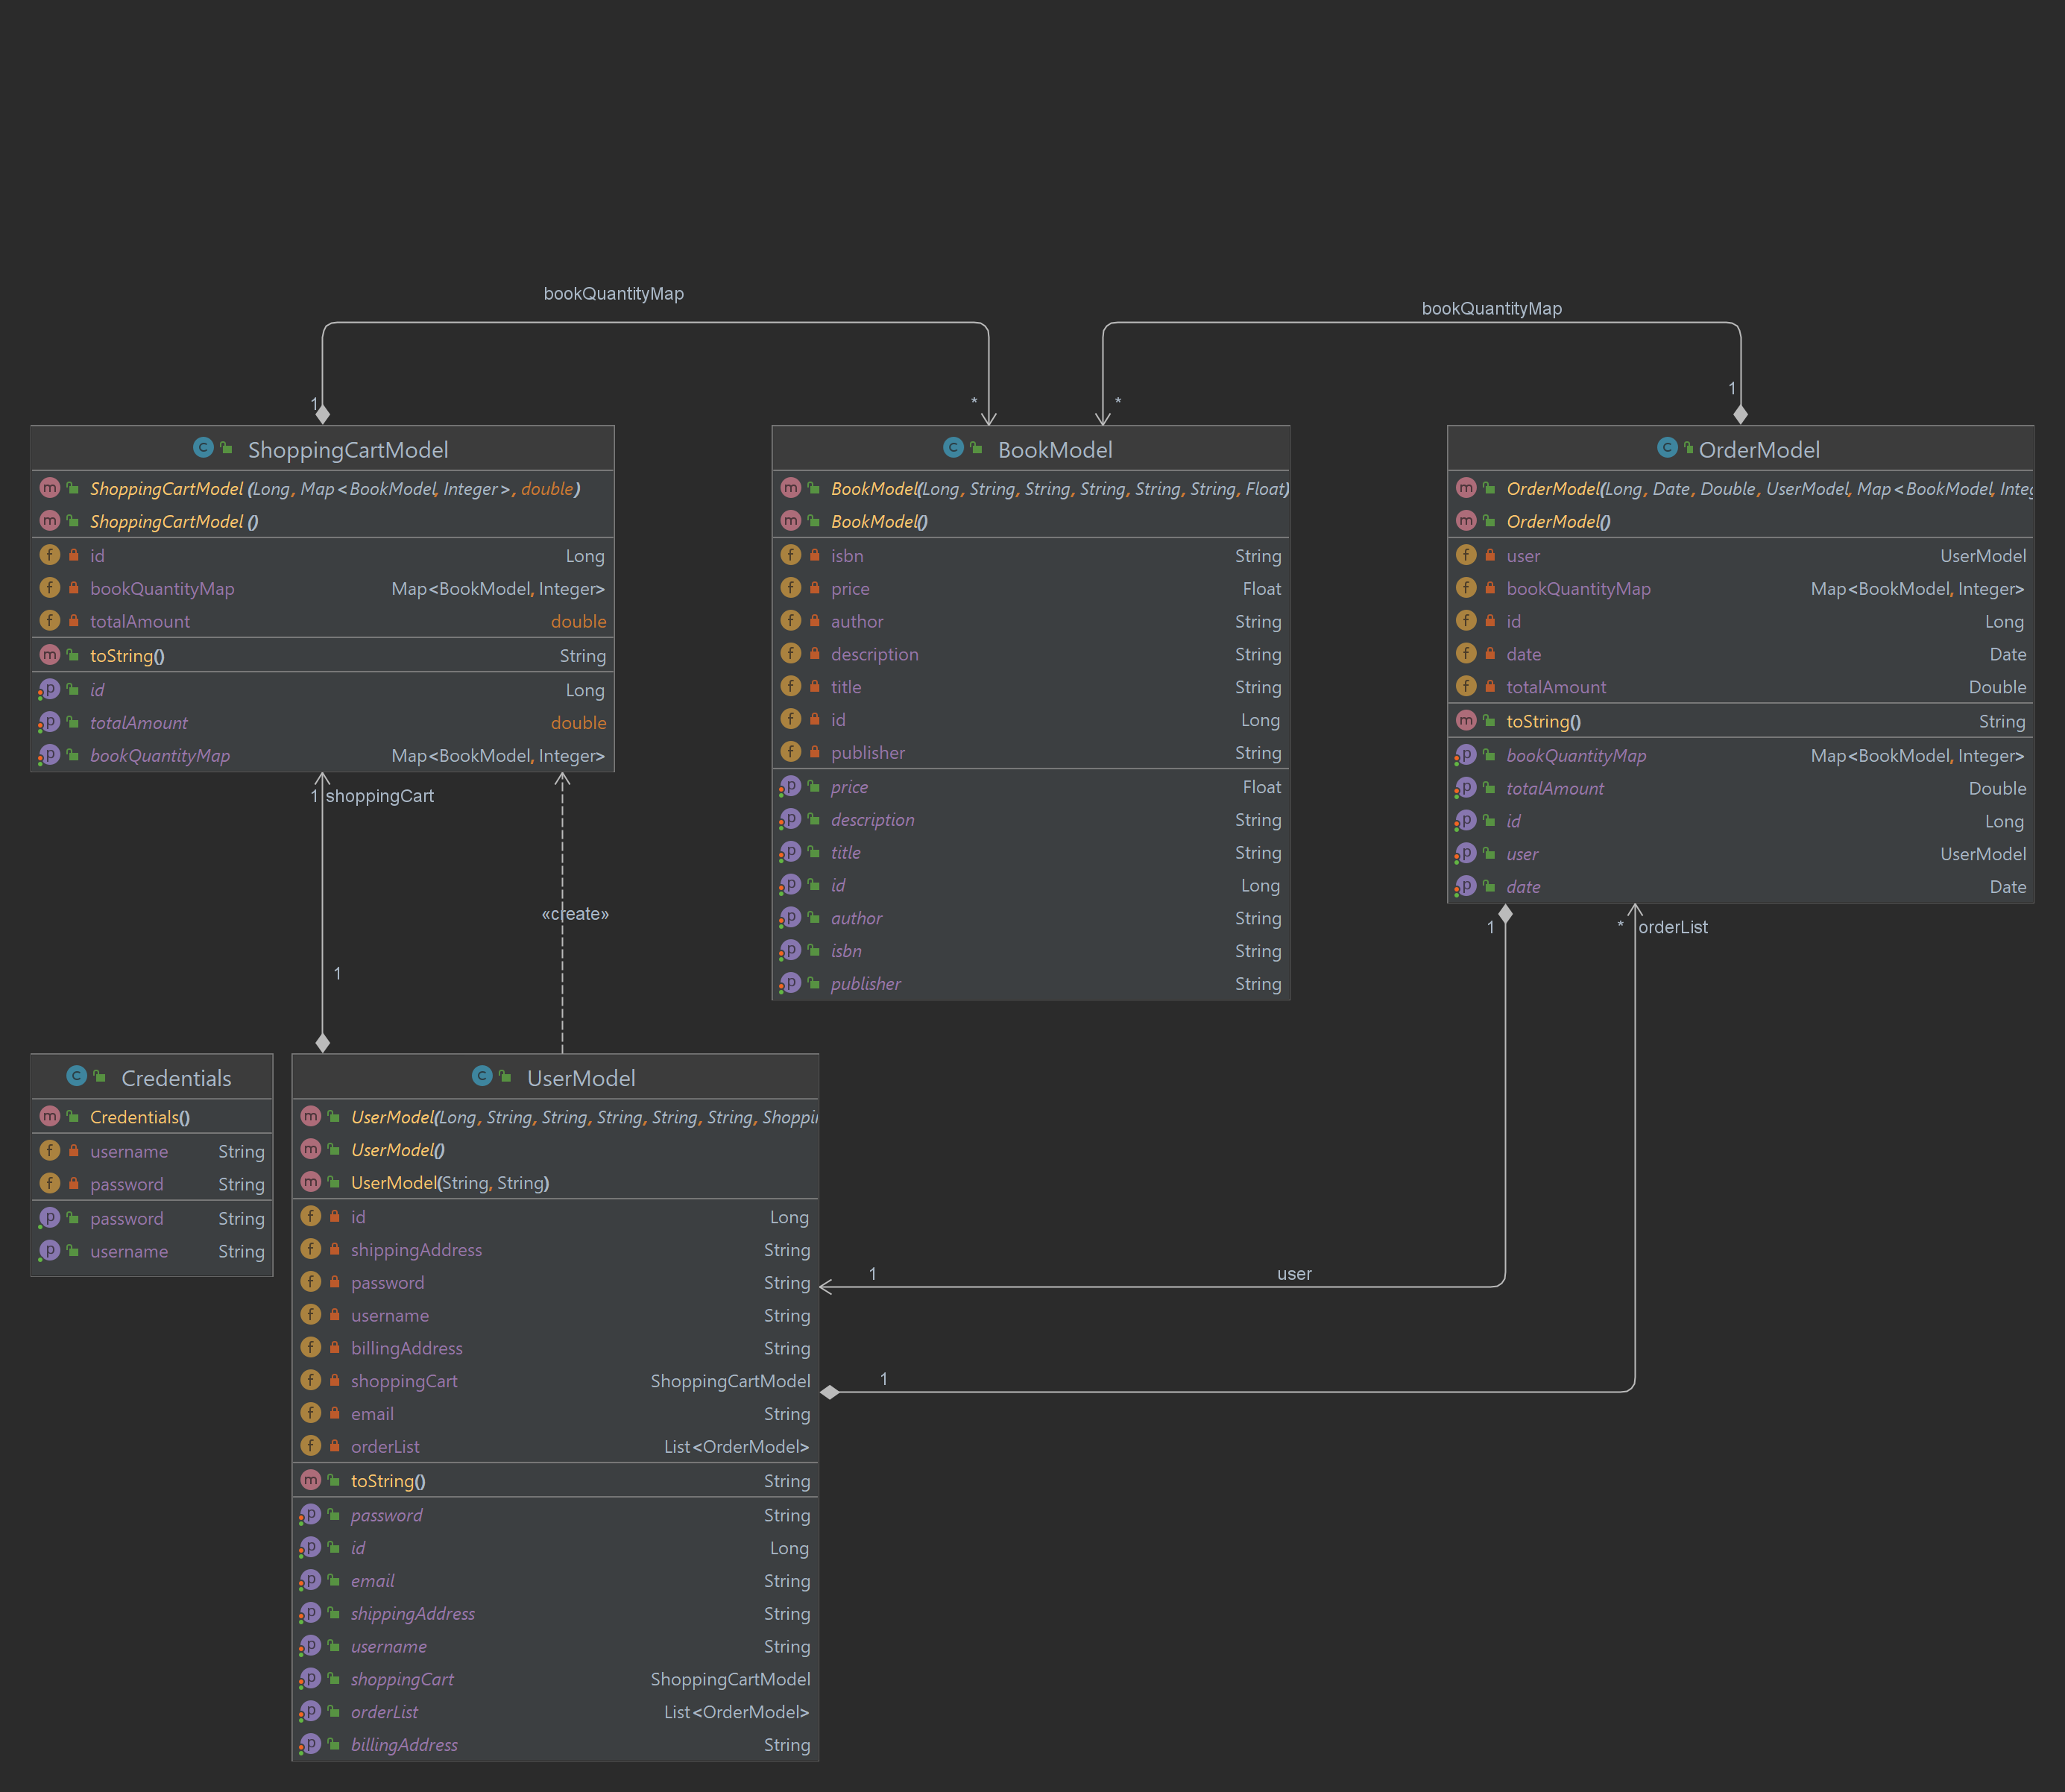 bookQuantityMap
bookQuantityMap
1
*
*
1
ShoppingCartModel
ShoppingCartModel (Long, Map<BookModel, Integer>, double)
ShoppingCartModel ()
id Long
bookQuantityMap Map<BookModel, Integer>
totalAmount double
toString() String
id Long
totalAmount double
bookQuantityMap Map<BookModel, Integer>
BookModel
BookModel(Long, String, String, String, String, String, Float)
BookModel()
isbn String
price Float
author String
description String
title String
id Long
publisher String
price Float
description String
title String
id Long
author String
isbn String
publisher String
OrderModel
OrderModel(Long, Date, Double, UserModel, Map<BookModel, Integ
OrderModel()
user UserModel
bookQuantityMap Map<BookModel, Integer>
id Long
date Date
totalAmount Double
toString() String
bookQuantityMap Map<BookModel, Integer>
totalAmount Double
id Long
user UserModel
date Date
1 shoppingCart
«create»
1
1
* orderList
Credentials
Credentials()
username String
password String
password String
username String
UserModel
UserModel(Long, String, String, String, String, String, Shoppi
UserModel()
UserModel(String, String)
id Long
shippingAddress String
password String
username String
billingAddress String
shoppingCart ShoppingCartModel
email String
orderList List<OrderModel>
toString() String
password String
id Long
email String
shippingAddress String
username String
shoppingCart ShoppingCartModel
orderList List<OrderModel>
billingAddress String
1 user
1